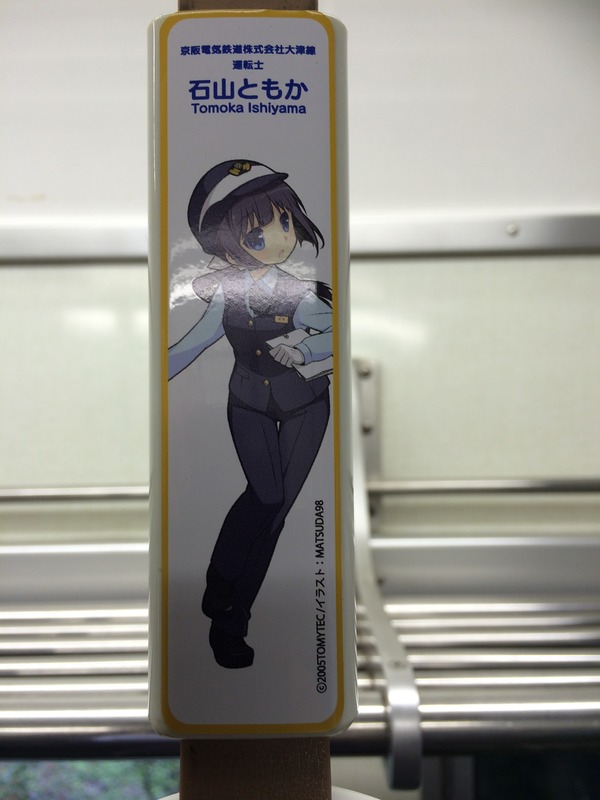 京阪電気鉄道株式会社大津線
運転士
石山ともか
Tomoka Ishiyama
©2005TOMYTEC/イラスト：MATSUDA98